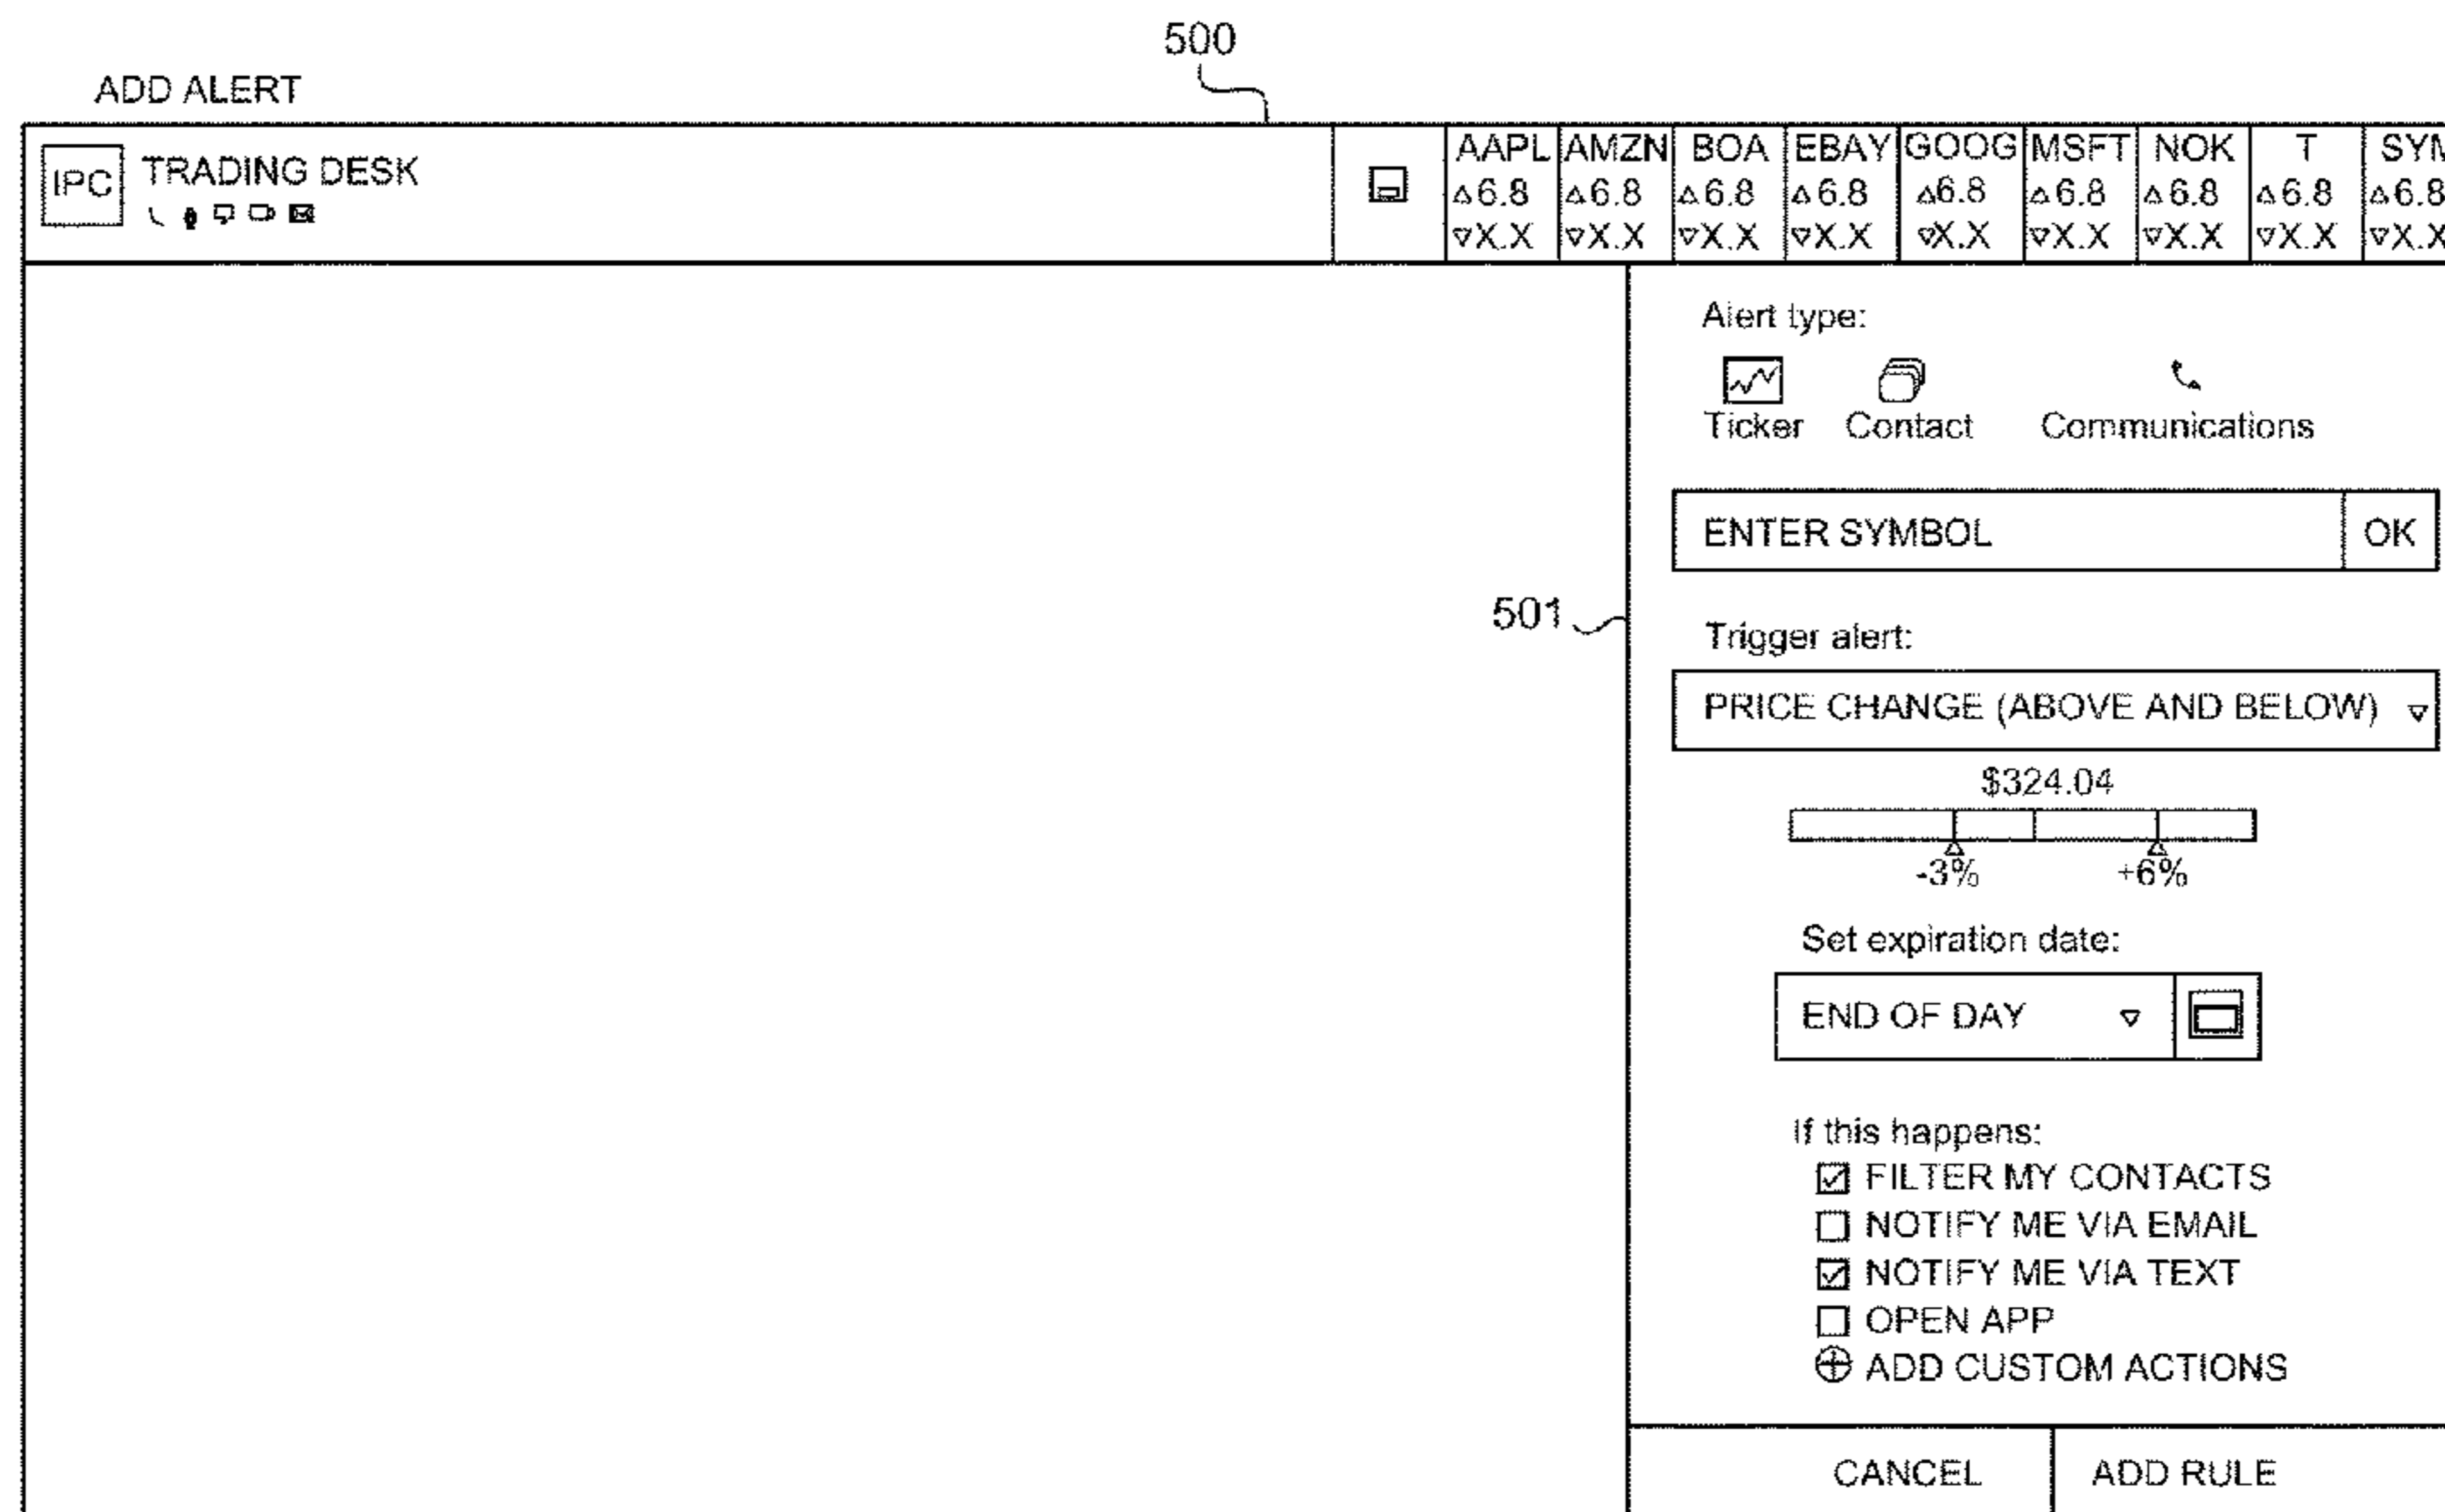 500
ADD ALERT
IPC
TRADING DESK
AAPL AMZN BOA EBAY GOOG MSFT NOK T
△6.8 △6.8 △6.8 △6.8 △6.8 △6.8 △6.8 △6.8 △6.8
▽X.X ▽X.X ▽X.X ▽X.X ▽X.X ▽X.X ▽X.X ▽X.X ▽X.X
Alert type:
Ticker Contact Communications
ENTER SYMBOL OK
501
Trigger alert:
PRICE CHANGE (ABOVE AND BELOW) ▽
$324.04
-3% +6%
Set expiration date:
END OF DAY ▽
If this happens:
FILTER MY CONTACTS
NOTIFY ME VIA EMAIL
NOTIFY ME VIA TEXT
OPEN APP
ADD CUSTOM ACTIONS
CANCEL ADD RULE